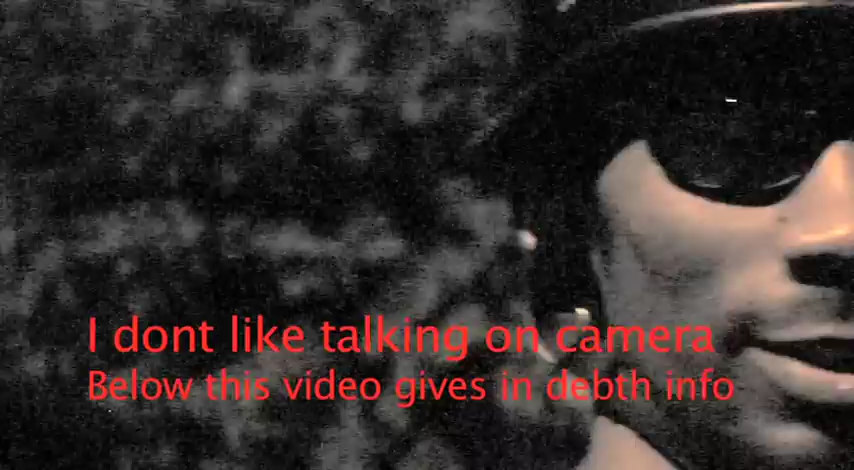 I dont like talking on camera
Below this video gives in debth info